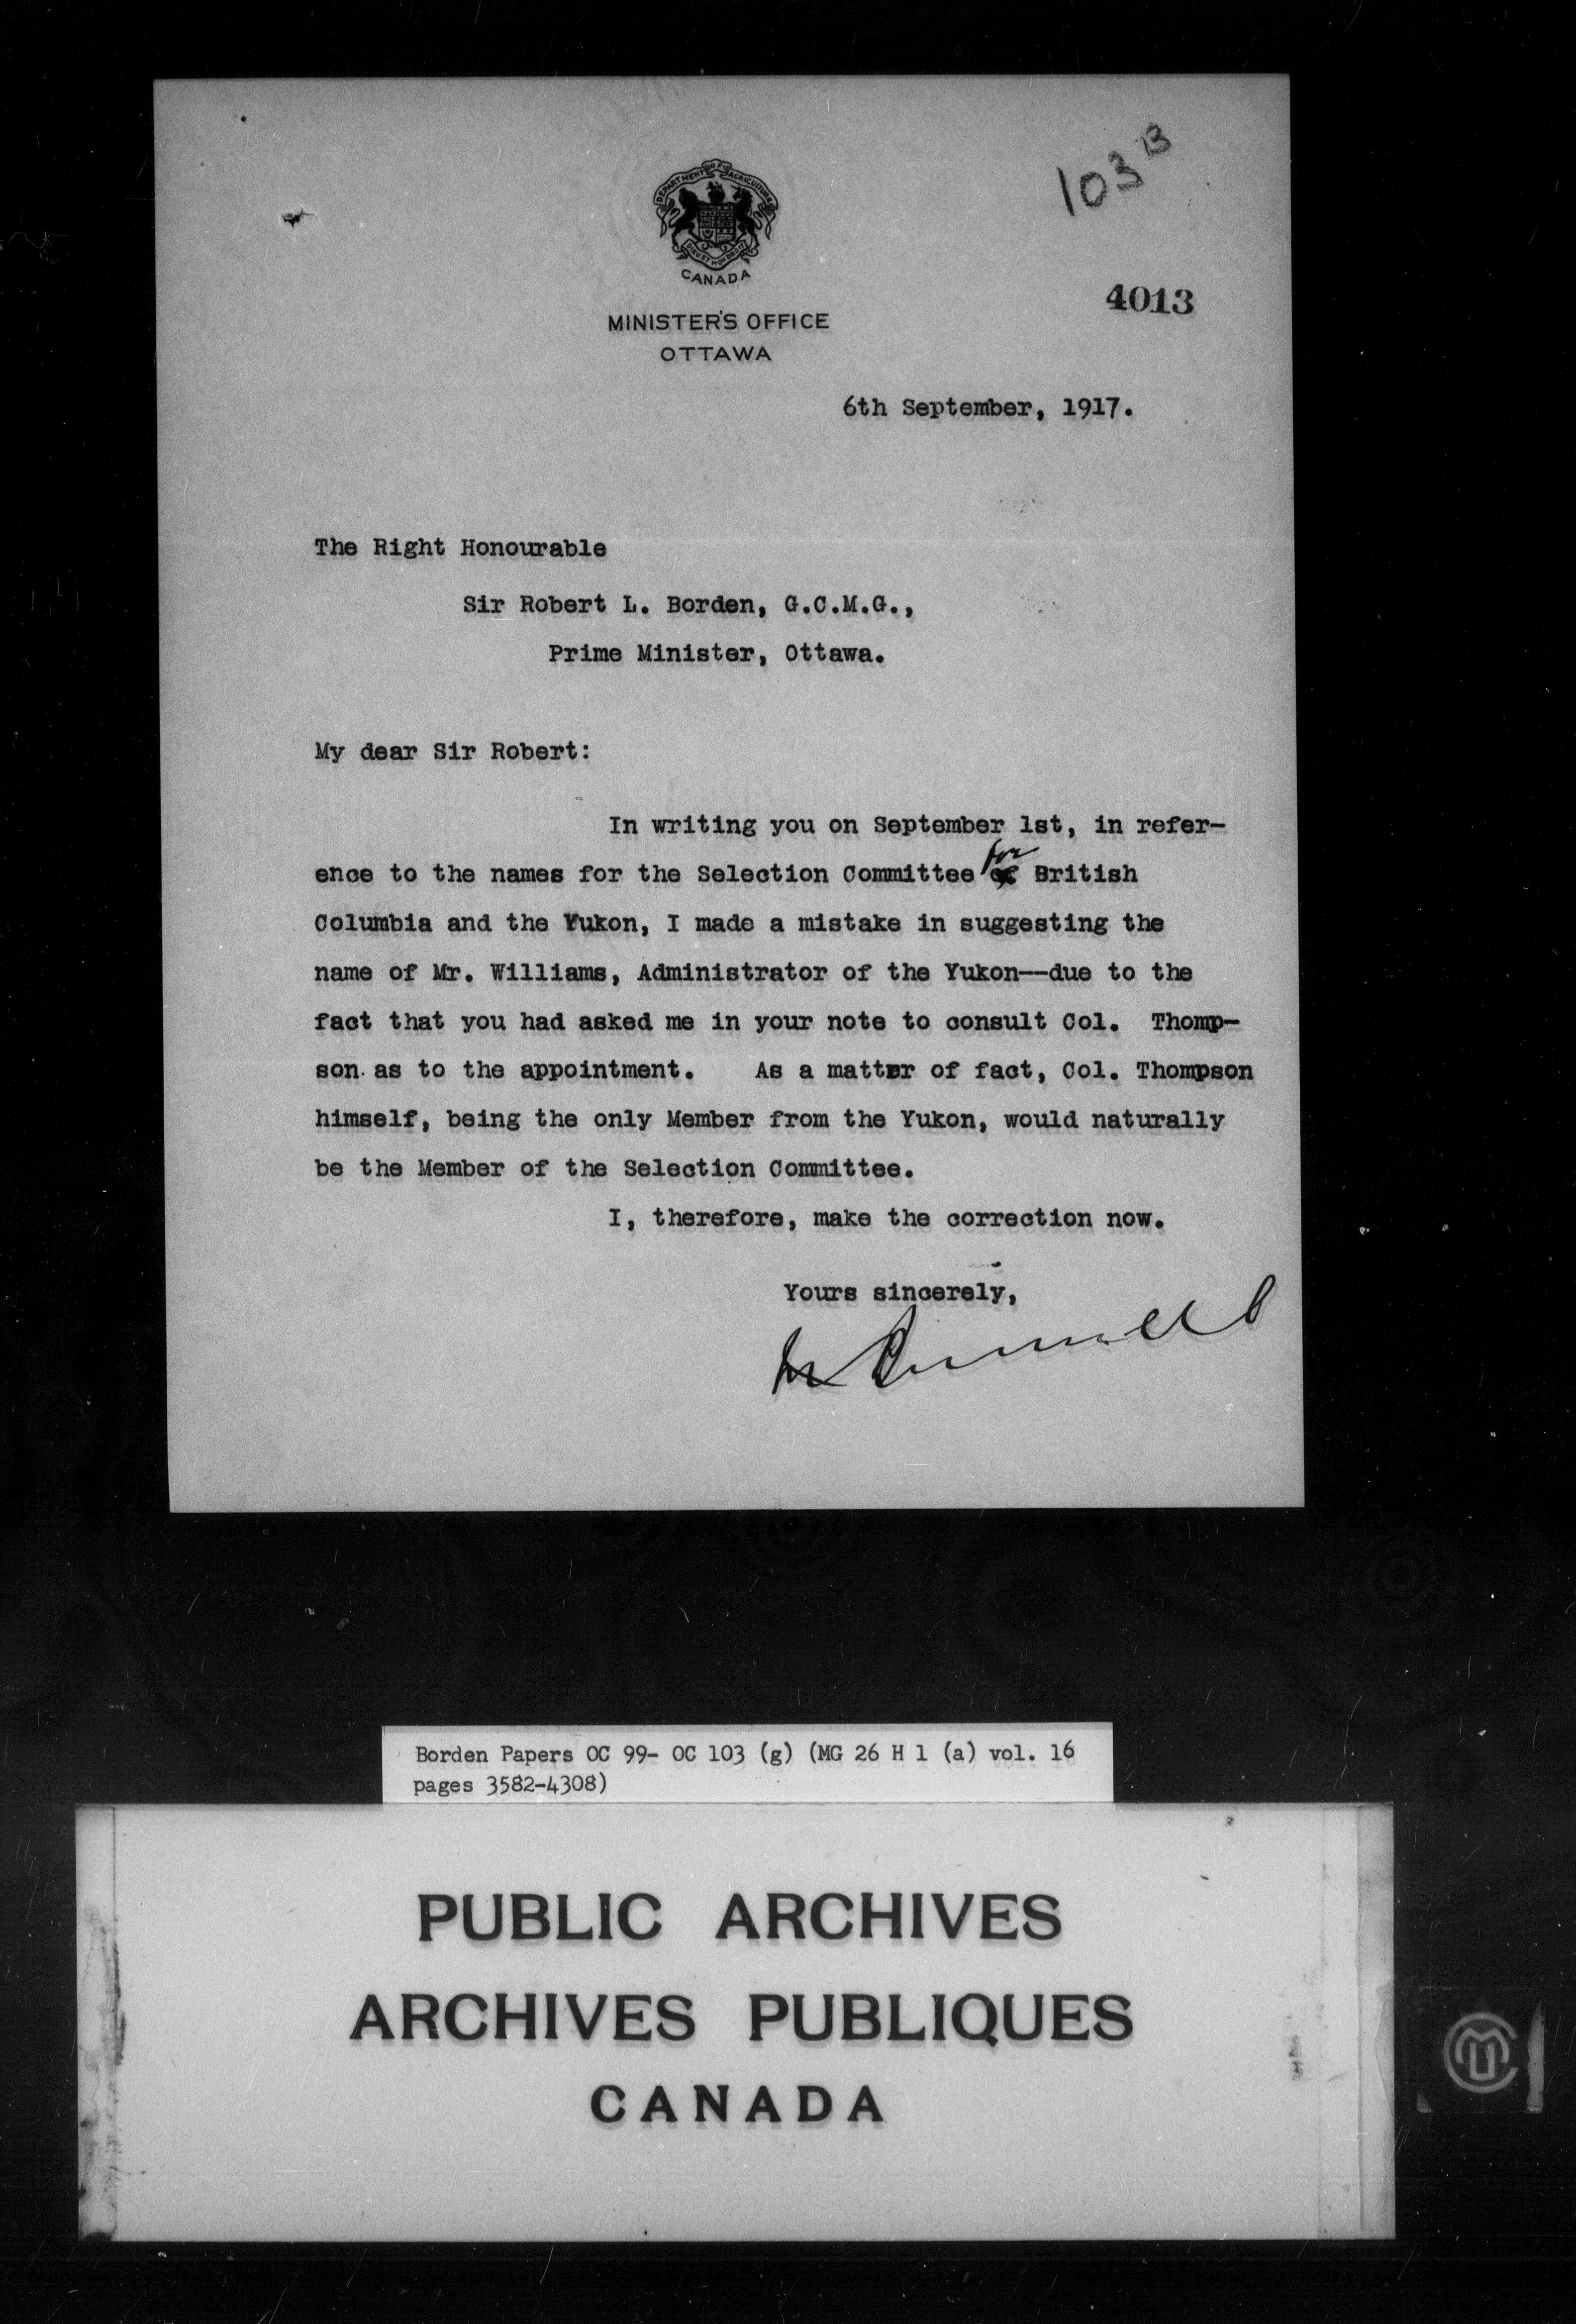 103 B
DEPARTMENT OF AGRICULTURE
DIEU ET MON DROIT
CANADA
4013
MINISTER'S OFFICE
OTTAWA
6th September, 1917.
The Right Honourable
Sir Robert L. Borden, G.C.M.G.,
Prime Minister, Ottawa.
My dear Sir Robert:
In writing you on September 1st, in refer-
for
ence to the names for the Selection Committee of British
Columbia and the Yukon, I made a mistake in suggesting the
name of Mr. Williams, Administrator of the Yukon--due to the
fact that you had asked me in your note to consult Col. Thomp-
son as to the appointment. As a matter of fact, Col. Thompson
himself, being the only Member from the Yukon, would naturally
be the Member of the Selection Committee.
I, therefore, make the correction now.
Yours sincerely,
M Burrell
Borden Papers OC 99- OC 103 (g) (MG 26 H 1 (a) vol. 16
pages 3582-4308)
PUBLIC ARCHIVES
ARCHIVES PUBLIQUES
CANADA